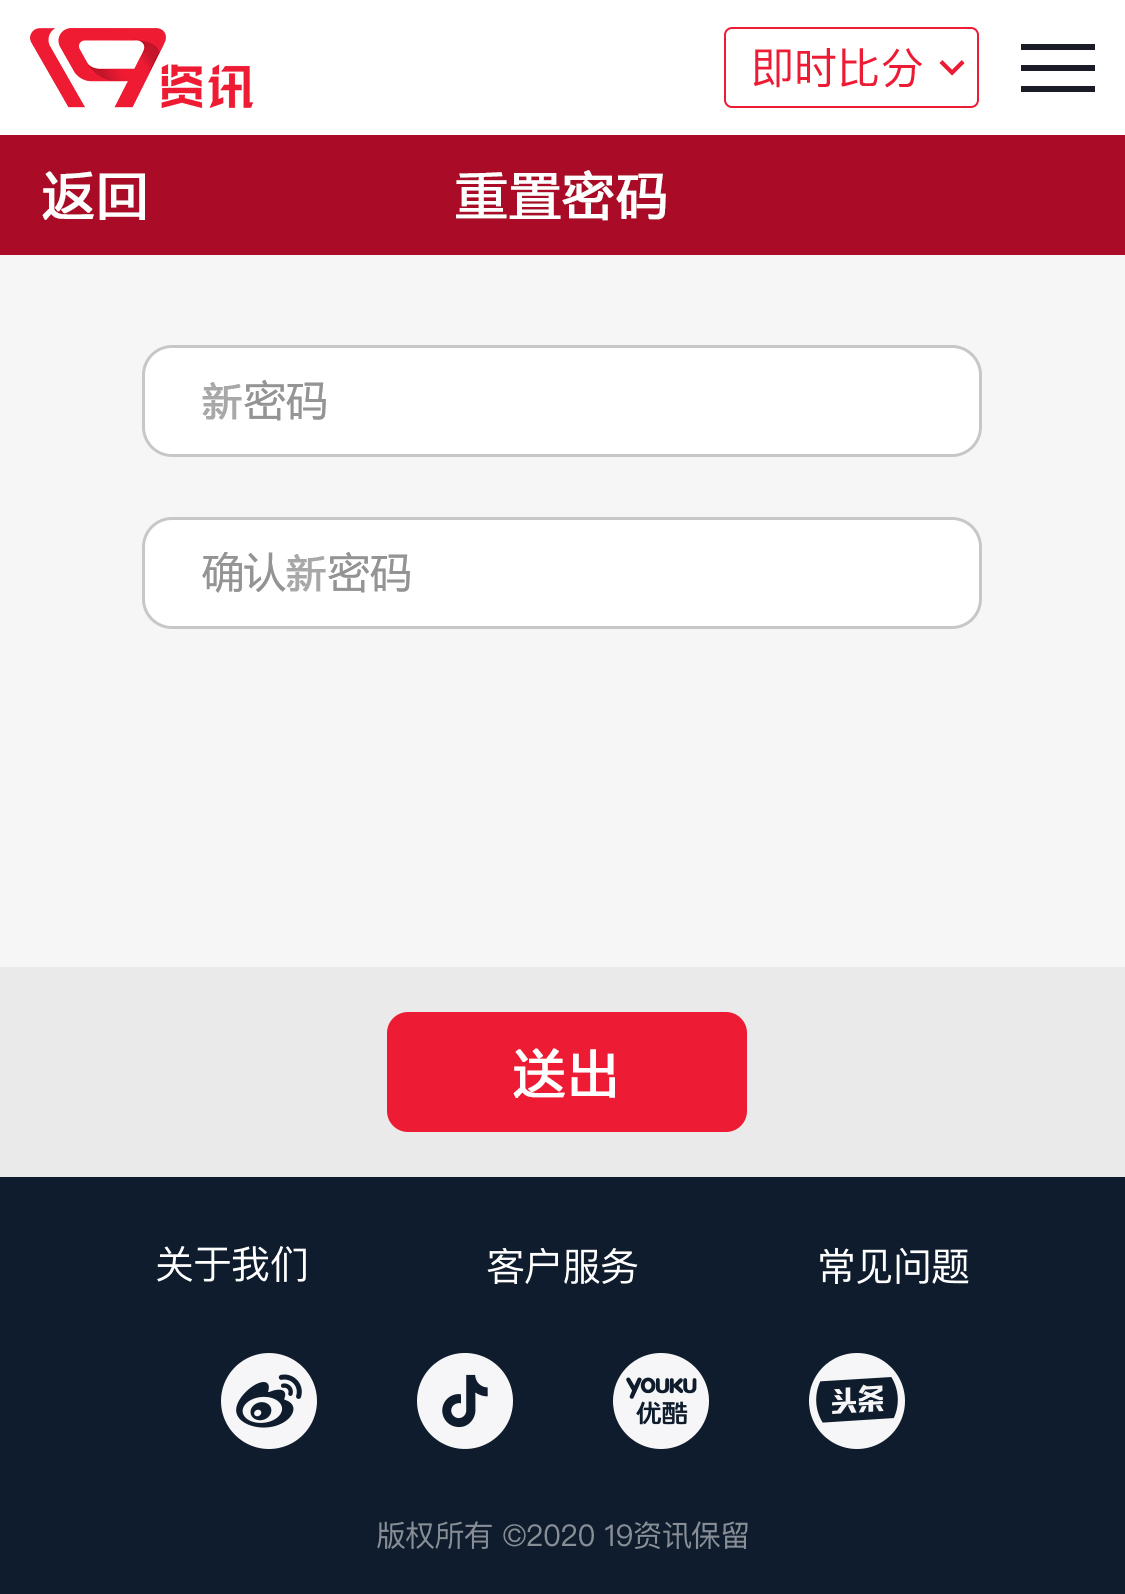 19资讯
即时比分
返回
重置密码
新密码
确认新密码
送出
关于我们
客户服务
常见问题
YOUKU
优酷
头条
版权所有 ©2020 19资讯保留